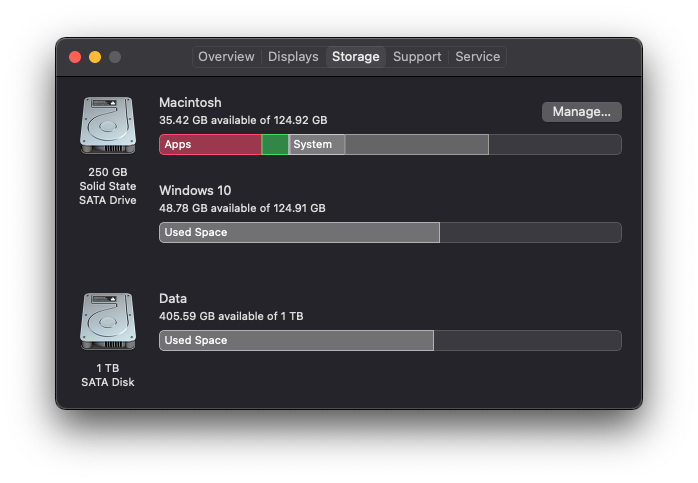 Overview Displays Storage Support Service
Macintosh
35.42 GB available of 124.92 GB
Manage...
Apps System
250 GB
Solid State
SATA Drive
Windows 10
48.78 GB available of 124.91 GB
Used Space
Data
405.59 GB available of 1 TB
Used Space
1 TB
SATA Disk